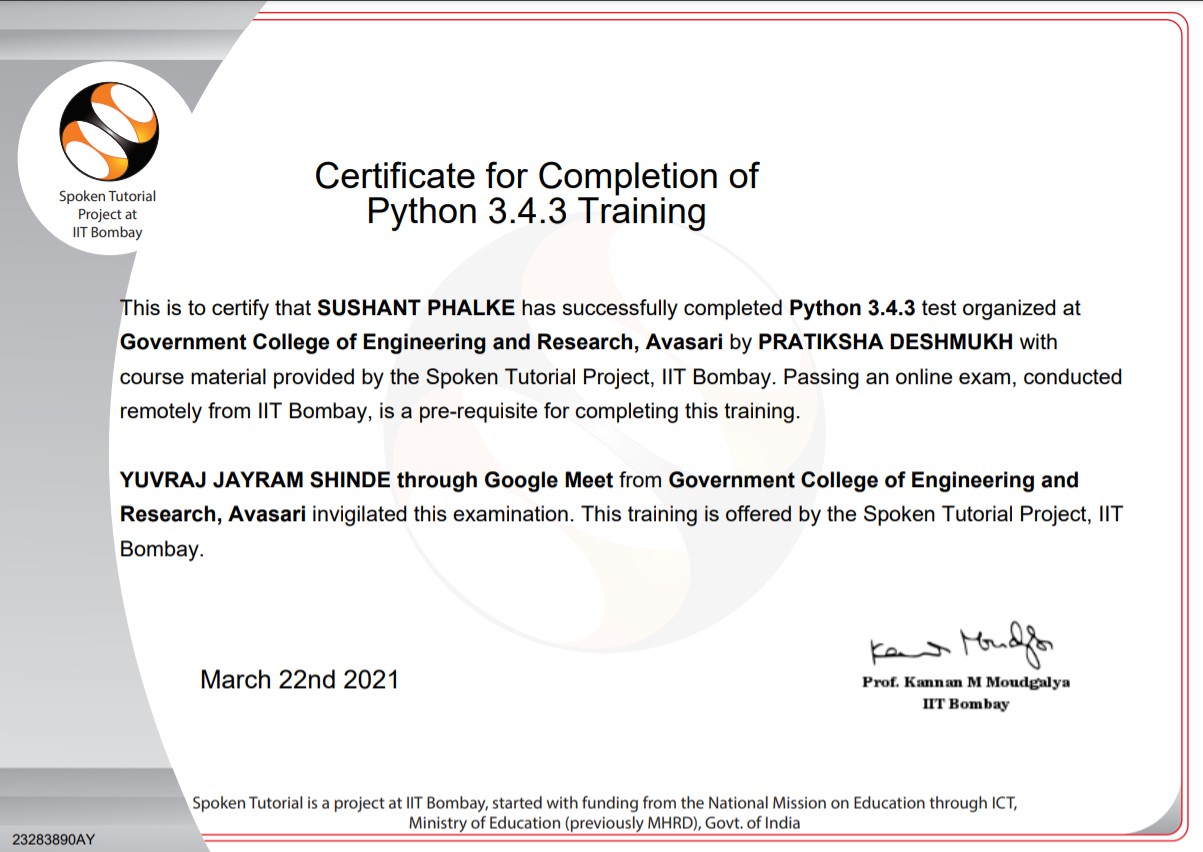 Spoken Tutorial
Project at
IIT Bombay
Certificate for Completion of
Python 3.4.3 Training
This is to certify that SUSHANT PHALKE has successfully completed Python 3.4.3 test organized at
Government College of Engineering and Research, Avasari by PRATIKSHA DESHMUKH with
course material provided by the Spoken Tutorial Project, IIT Bombay. Passing an online exam, conducted
remotely from IIT Bombay, is a pre-requisite for completing this training.
YUVRAJ JAYRAM SHINDE through Google Meet from Government College of Engineering and
Research, Avasari invigilated this examination. This training is offered by the Spoken Tutorial Project, IIT
Bombay.
March 22nd 2021
Prof. Kannan M Moudgalya
IIT Bombay
Spoken Tutorial is a project at IIT Bombay, started with funding from the National Mission on Education through ICT,
Ministry of Education (previously MHRD), Govt. of India
23283890AY